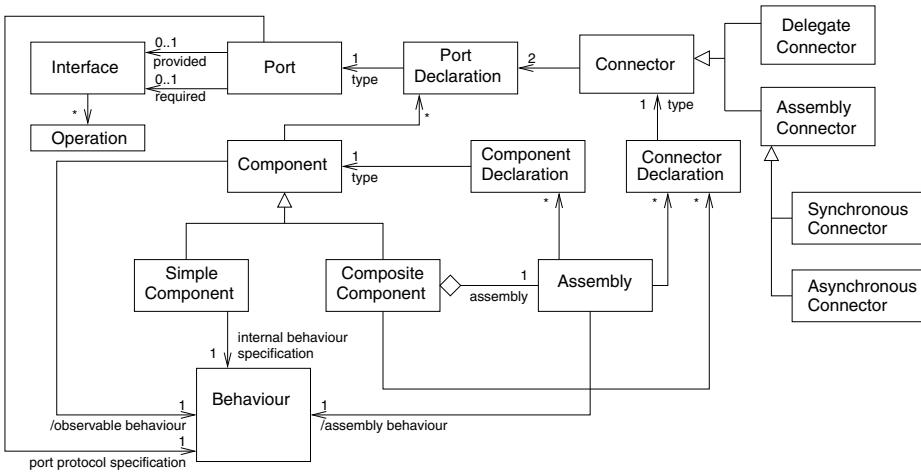 Delegate
Connector
0..1
provided
Interface
Port
1
type
Port
Declaration
2
Connector
0..1
required
1
type
Assembly
Connector
*
Operation
*
Component
1
type
Component
Declaration
Connector
Declaration
*
*
*
Synchronous
Connector
Simple
Component
Composite
Component
1
assembly
Assembly
Asynchronous
Connector
internal behaviour
specification
1
Behaviour
1
/observable behaviour
1
/assembly behaviour
1
port protocol specification